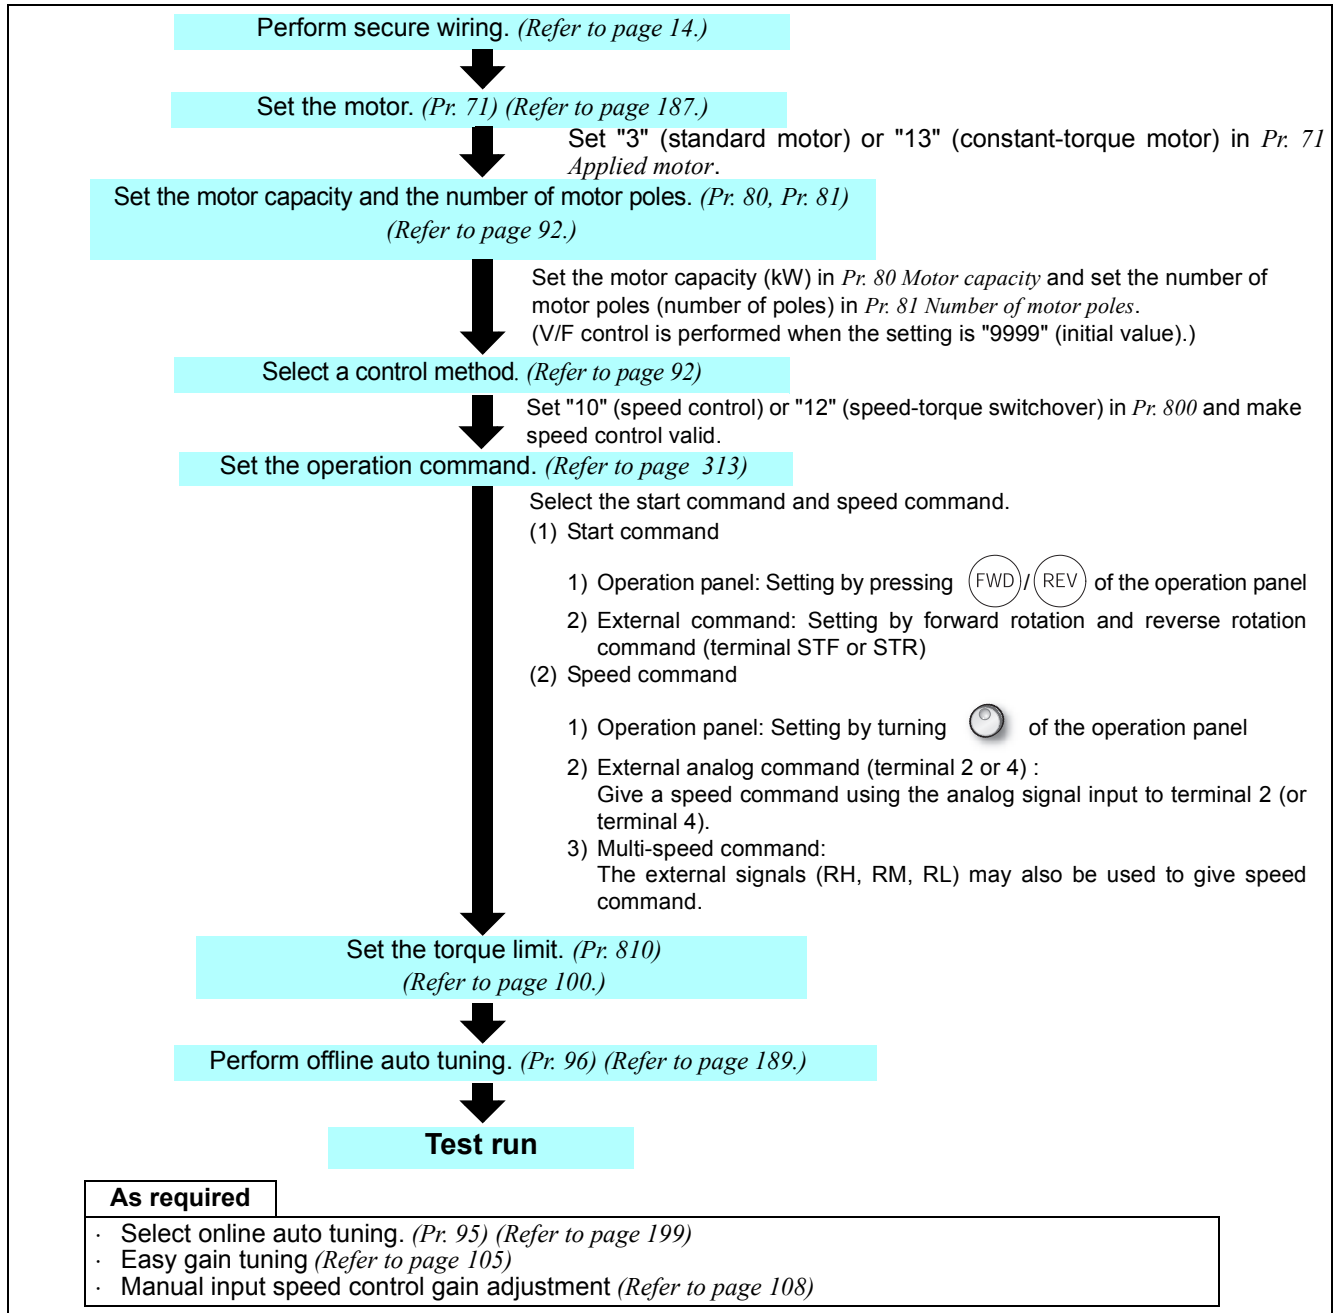 Perform secure wiring. (Refer to page 14.)
Set the motor. (Pr. 71) (Refer to page 187.)
Set "3" (standard motor) or "13" (constant-torque motor) in Pr. 71
Applied motor.
Set the motor capacity and the number of motor poles. (Pr. 80, Pr. 81)
(Refer to page 92.)
Set the motor capacity (kW) in Pr. 80 Motor capacity and set the number of
motor poles (number of poles) in Pr. 81 Number of motor poles.
(V/F control is performed when the setting is "9999" (initial value).)
Select a control method. (Refer to page 92)
Set "10" (speed control) or "12" (speed-torque switchover) in Pr. 800 and make
speed control valid.
Set the operation command. (Refer to page 313)
Select the start command and speed command.
(1) Start command
1) Operation panel: Setting by pressing FWD/REV of the operation panel
2) External command: Setting by forward rotation and reverse rotation
command (terminal STF or STR)
(2) Speed command
1) Operation panel: Setting by turning of the operation panel
2) External analog command (terminal 2 or 4) :
Give a speed command using the analog signal input to terminal 2 (or
terminal 4).
3) Multi-speed command:
The external signals (RH, RM, RL) may also be used to give speed
command.
Set the torque limit. (Pr. 810)
(Refer to page 100.)
Perform offline auto tuning. (Pr. 96) (Refer to page 189.)
Test run
As required
· Select online auto tuning. (Pr. 95) (Refer to page 199)
· Easy gain tuning (Refer to page 105)
· Manual input speed control gain adjustment (Refer to page 108)